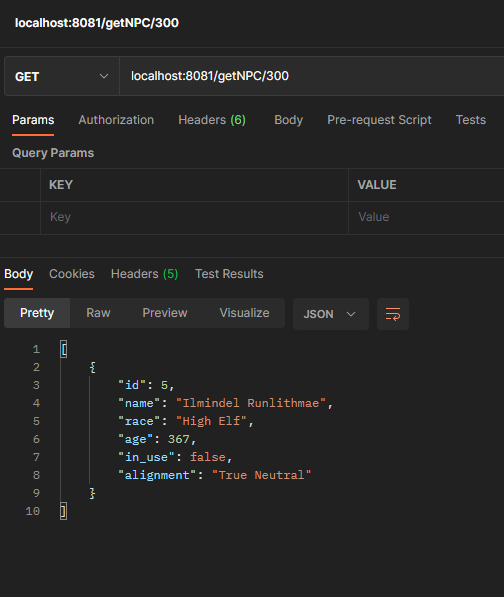 localhost:8081/getNPC/300
GET localhost:8081/getNPC/300
Params Authorization Headers (6) Body Pre-request Script Tests
Query Params
KEY VALUE
Key Value
Body Cookies Headers (5) Test Results
Pretty Raw Preview Visualize JSON
1 [
2 {
3 "id": 5,
4 "name": "Ilmindel Runlithmae",
5 "race": "High Elf",
6 "age": 367,
7 "in_use": false,
8 "alignment": "True Neutral"
9 }
10 ]